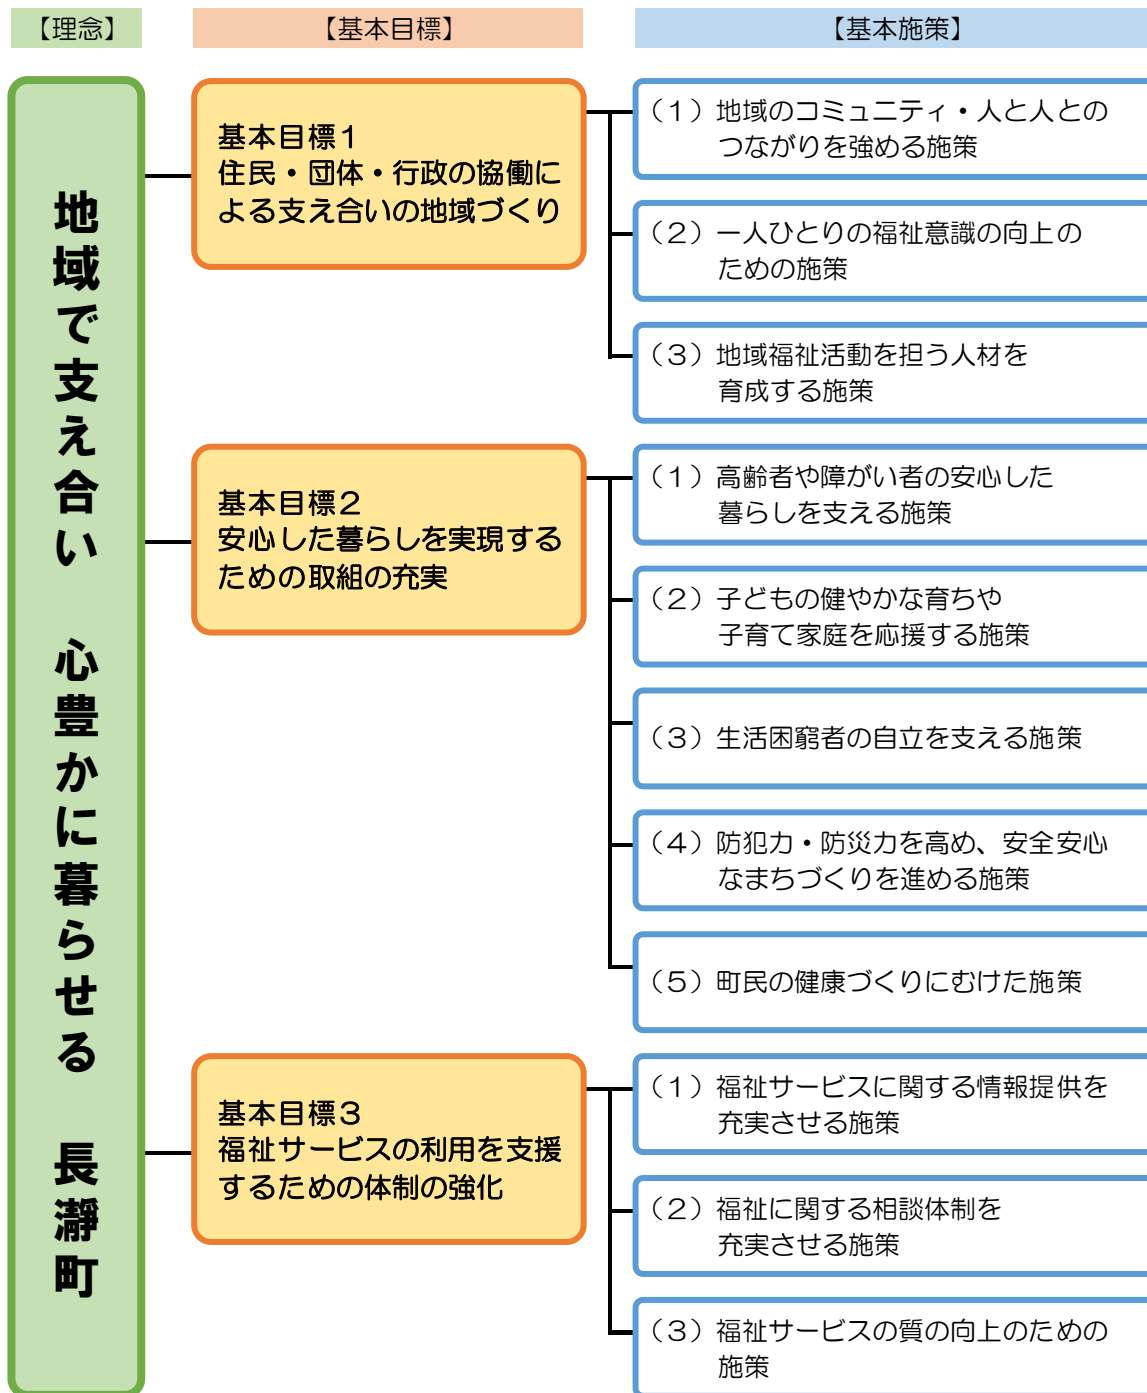 【理念】
【基本目標】
【基本施策】
地域で支え合い　心豊かに暮らせる　長瀞町
基本目標１
住民・団体・行政の協働に
よる支え合いの地域づくり
（１）地域のコミュニティ・人と人との
つながりを強める施策
（２）一人ひとりの福祉意識の向上の
ための施策
（３）地域福祉活動を担う人材を
育成する施策
基本目標２
安心した暮らしを実現する
ための取組の充実
（１）高齢者や障がい者の安心した
暮らしを支える施策
（２）子どもの健やかな育ちや
子育て家庭を応援する施策
（３）生活困窮者の自立を支える施策
（４）防犯力・防災力を高め、安全安心
なまちづくりを進める施策
（５）町民の健康づくりにむけた施策
基本目標３
福祉サービスの利用を支援
するための体制の強化
（１）福祉サービスに関する情報提供を
充実させる施策
（２）福祉に関する相談体制を
充実させる施策
（３）福祉サービスの質の向上のための
施策